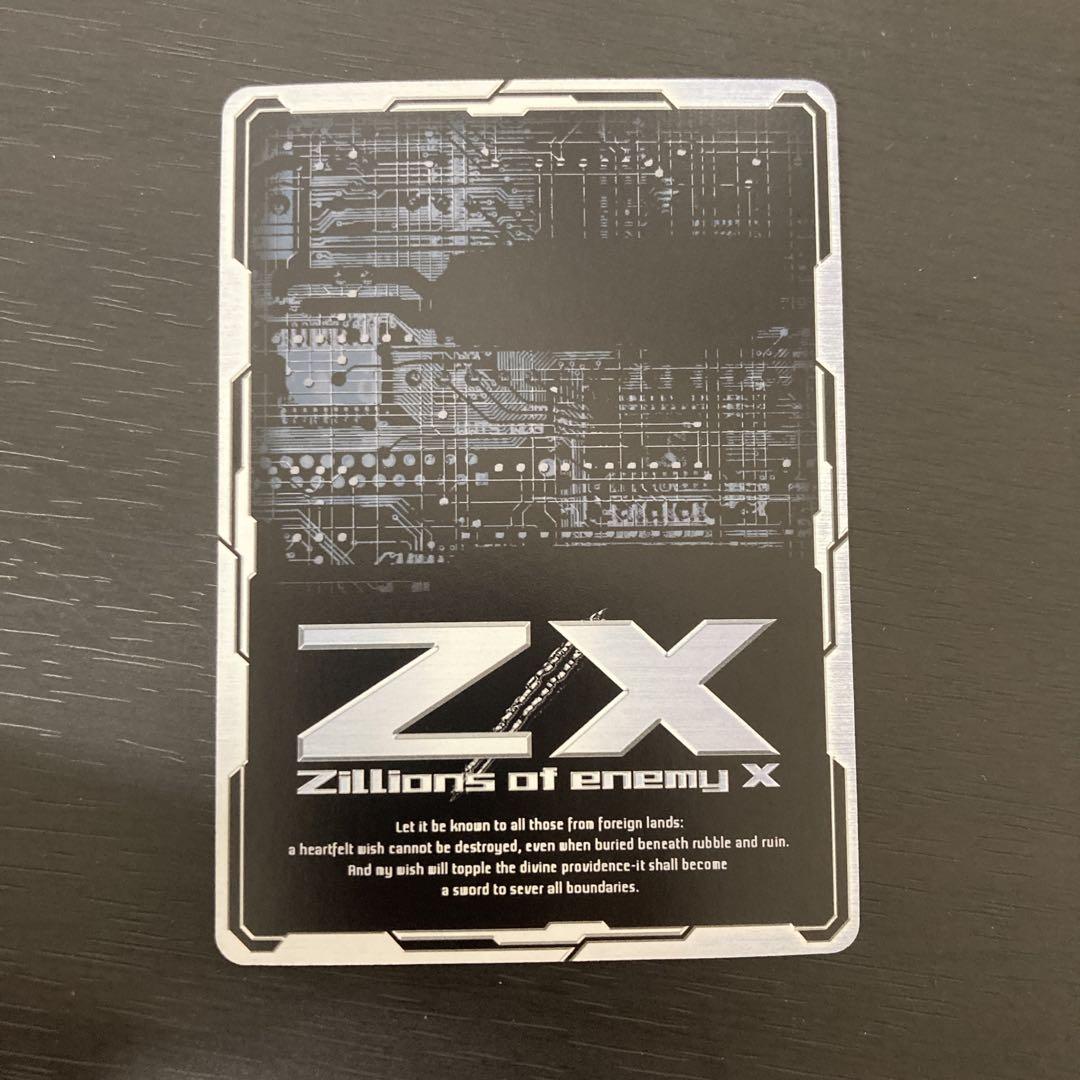 Z/X
Zillions of enemy X
Let it be known to all those from foreign lands:
a heartfelt wish cannot be destroyed, even when buried beneath rubble and ruin.
And my wish will topple the divine providence-it shall become
a sword to sever all boundaries.